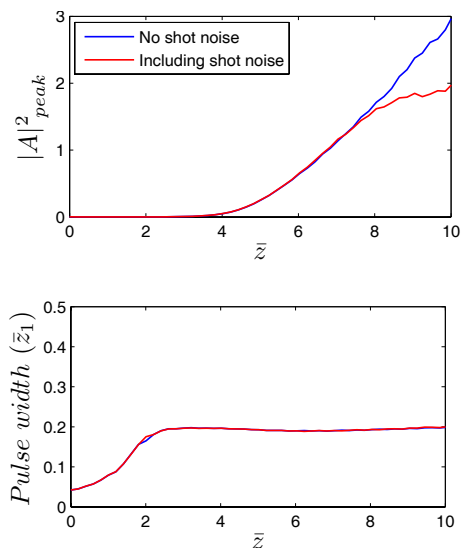 3
No shot noise
Including shot noise
2
|A|²peak
1
0
0 2 4 6 8 10
z̄
0.5
0.4
0.3
Pulse width (z̄₁)
0.2
0.1
0
0 2 4 6 8 10
z̄